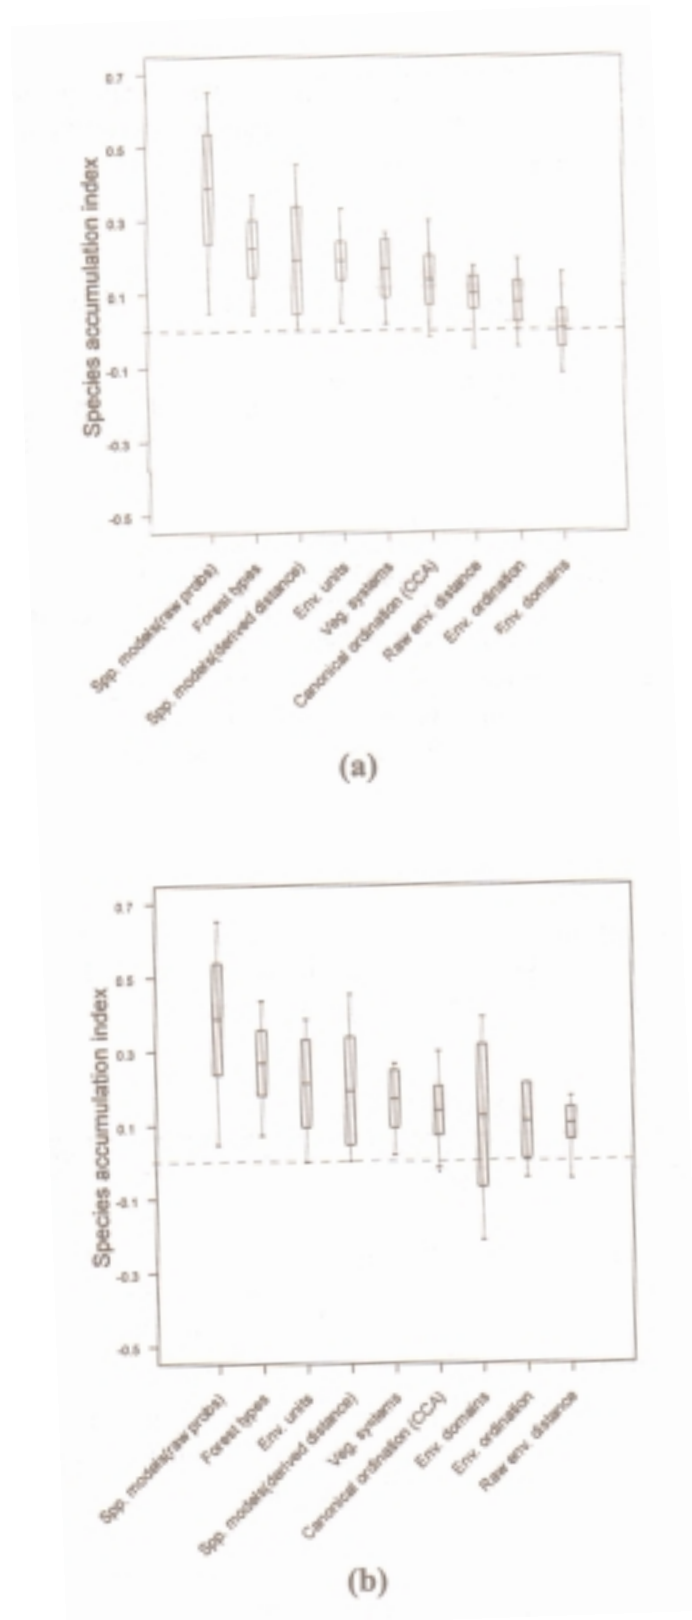 Species accumulation index
0.7
0.5
0.3
0.1
-0.1
-0.3
-0.5
Spp. models(raw probs)
Forest types
Spp. models(derived distance)
Env. units
Veg. systems
Canonical ordination (CCA)
Raw env. distance
Env. ordination
Env. domains
(a)
Species accumulation index
0.7
0.5
0.3
0.1
-0.1
-0.3
-0.5
Spp. models(raw probs)
Forest types
Env. units
Spp. models(derived distance)
Veg. systems
Canonical ordination (CCA)
Env. domains
Env. ordination
Raw env. distance
(b)